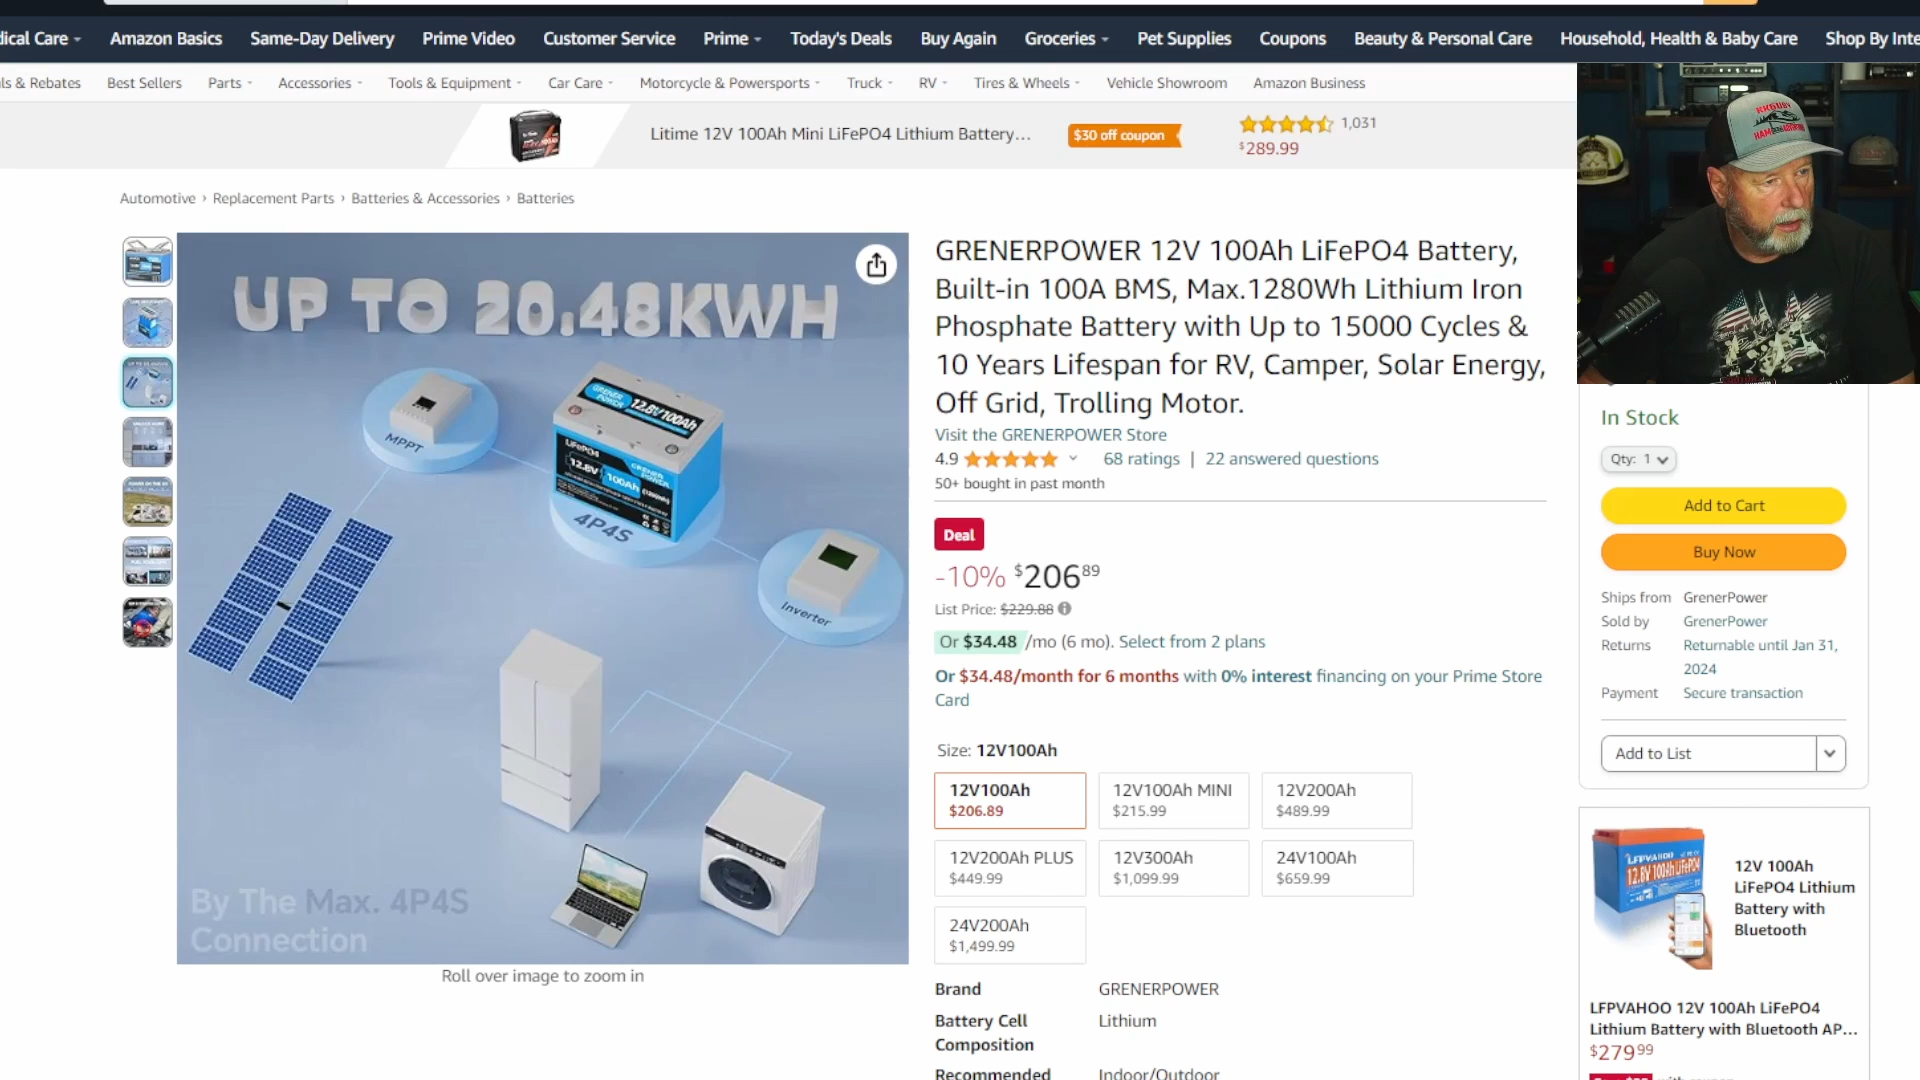 dical Care
Amazon Basics
Same-Day Delivery
Prime Video
Customer Service
Prime
Today's Deals
Buy Again
Groceries
Pet Supplies
Coupons
Beauty & Personal Care
Household, Health & Baby Care
Shop By Inte
ls & Rebates
Best Sellers
Parts
Accessories
Tools & Equipment
Car Care
Motorcycle & Powersports
Truck
RV
Tires & Wheels
Vehicle Showroom
Amazon Business
Litime 12V 100Ah Mini LiFePO4 Lithium Battery...
$30 off coupon
1,031
$289.99
Automotive › Replacement Parts › Batteries & Accessories › Batteries
UP TO 20.48KWH
MPPT
GRENER POWER
12.8V100Ah
LiFePO4
12.8V
100Ah
GRENER POWER
4P4S
Inverter
By The Max. 4P4S
Connection
Roll over image to zoom in
GRENERPOWER 12V 100Ah LiFePO4 Battery,
Built-in 100A BMS, Max.1280Wh Lithium Iron
Phosphate Battery with Up to 15000 Cycles &
10 Years Lifespan for RV, Camper, Solar Energy,
Off Grid, Trolling Motor.
Visit the GRENERPOWER Store
4.9 68 ratings | 22 answered questions
50+ bought in past month
Deal
-10% $206 89
List Price: $229.88
Or $34.48 /mo (6 mo). Select from 2 plans
Or $34.48/month for 6 months with 0% interest financing on your Prime Store
Card
Size: 12V100Ah
12V100Ah
$206.89
12V100Ah MINI
$215.99
12V200Ah
$489.99
12V200Ah PLUS
$449.99
12V300Ah
$1,099.99
24V100Ah
$659.99
24V200Ah
$1,499.99
Brand GRENERPOWER
Battery Cell Lithium
Composition
Recommended Indoor/Outdoor
In Stock
Qty: 1
Add to Cart
Buy Now
Ships from GrenerPower
Sold by GrenerPower
Returns Returnable until Jan 31,
2024
Payment Secure transaction
Add to List
LFPVAHOO
12.8V 100Ah LiFePO4
12V 100Ah
LiFePO4 Lithium
Battery with
Bluetooth
LFPVAHOO 12V 100Ah LiFePO4
Lithium Battery with Bluetooth AP...
$279 99